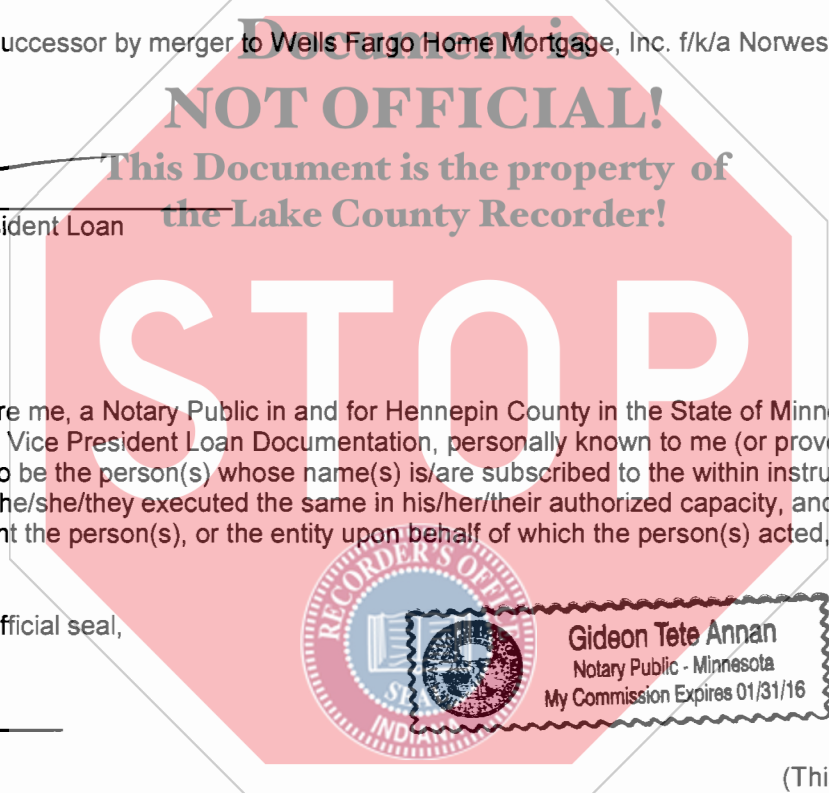 uccessor by merger to Wells Fargo Home Mortgage, Inc. f/k/a Norwes
Document is
NOT OFFICIAL!
This Document is the property of
the Lake County Recorder!
ident Loan
STOP
re me, a Notary Public in and for Hennepin County in the State of Minn
Vice President Loan Documentation, personally known to me (or prove
o be the person(s) whose name(s) is/are subscribed to the within instru
he/she/they executed the same in his/her/their authorized capacity, and
nt the person(s), or the entity upon behalf of which the person(s) acted,
RECORDER'S OFFICE
SEAL
INDIANA
fficial seal,
Gideon Tete Annan
Notary Public - Minnesota
My Commission Expires 01/31/16
(Thi